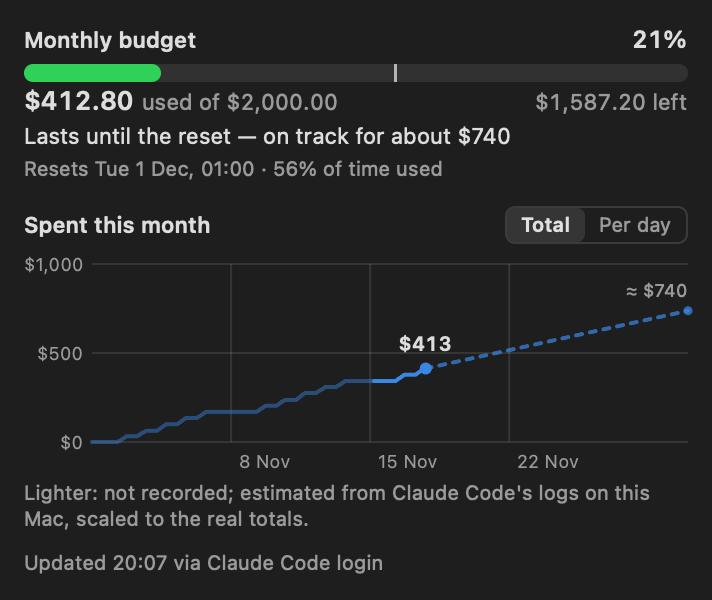 Monthly budget 21%
$412.80 used of $2,000.00 $1,587.20 left
Lasts until the reset — on track for about $740
Resets Tue 1 Dec, 01:00 · 56% of time used
Spent this month Total Per day
$1,000
≈ $740
$413
$500
$0
8 Nov 15 Nov 22 Nov
Lighter: not recorded; estimated from Claude Code's logs on this
Mac, scaled to the real totals.
Updated 20:07 via Claude Code login